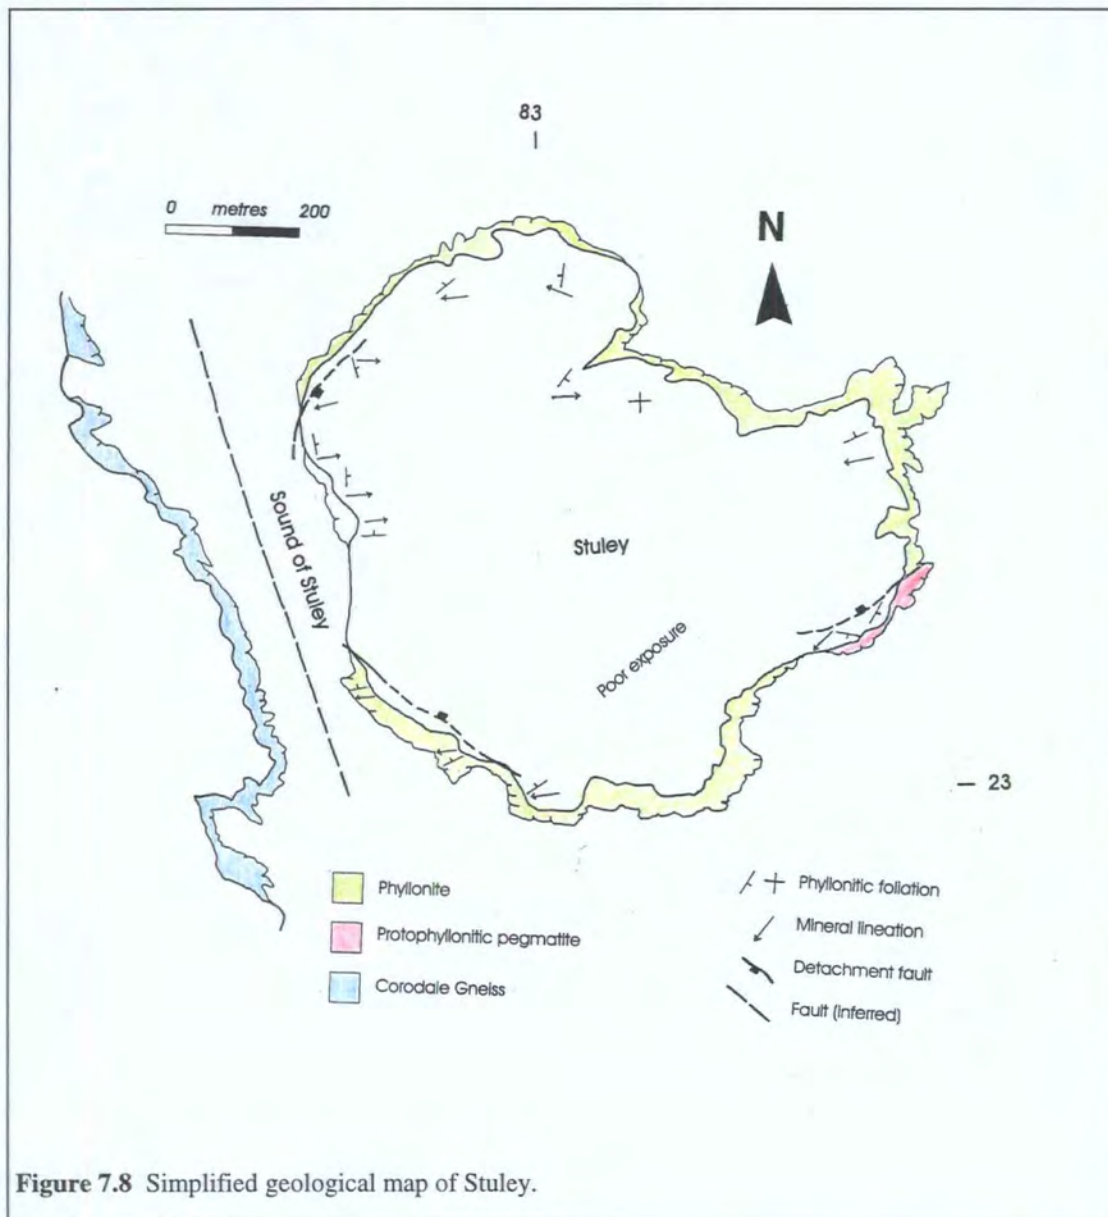 83
0 metres 200
N
Sound of Stuley
Stuley
Poor exposure
23
Phyllonite
Protophyllonitic pegmatite
Corodale Gneiss
Phyllonitic foliation
Mineral lineation
Detachment fault
Fault (inferred)
Figure 7.8 Simplified geological map of Stuley.